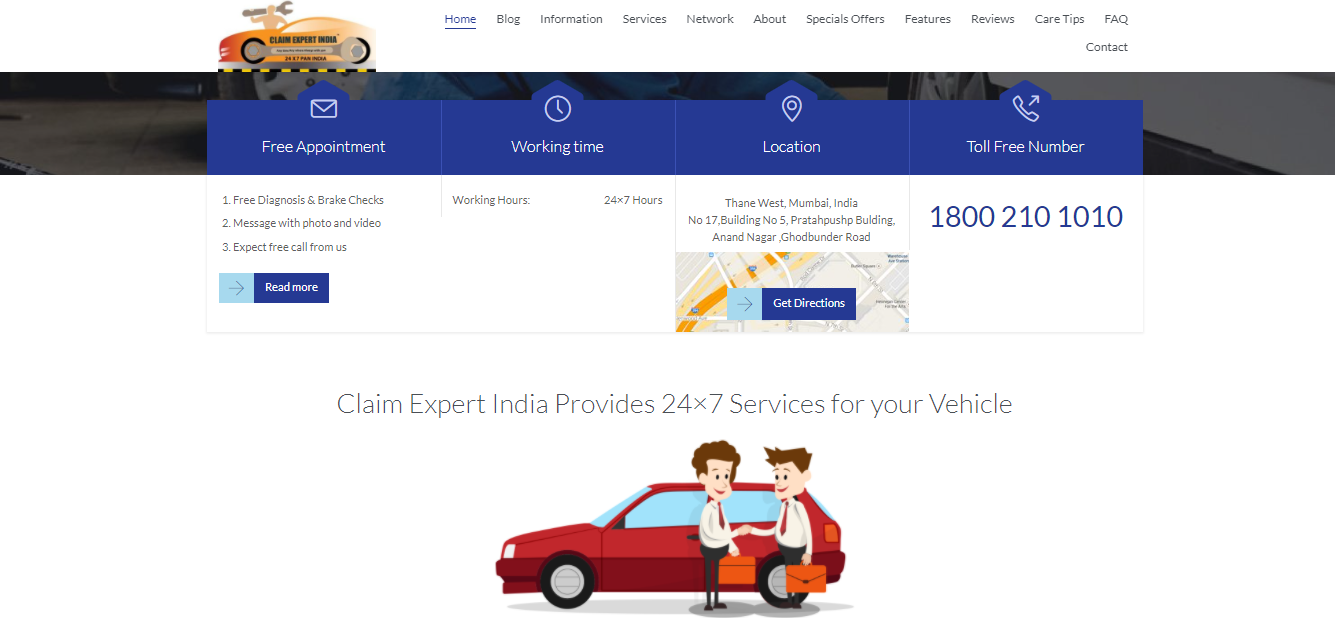 CLAIM EXPERT INDIA
24 X 7 PAN INDIA
Home Blog Information Services Network About Specials Offers Features Reviews Care Tips FAQ
Contact
Free Appointment
Working time
Location
Toll Free Number
1. Free Diagnosis & Brake Checks
2. Message with photo and video
3. Expect free call from us
Read more
Working Hours: 24×7 Hours
Thane West, Mumbai, India
No 17,Building No 5, Pratahpushp Bulding,
Anand Nagar ,Ghodbunder Road
Get Directions
1800 210 1010
Claim Expert India Provides 24×7 Services for your Vehicle